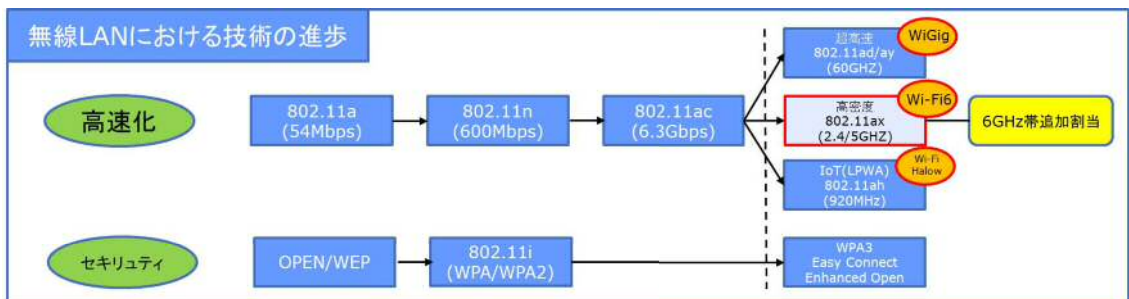 無線LANにおける技術の進歩
高速化
802.11a
(54Mbps)
802.11n
(600Mbps)
802.11ac
(6.3Gbps)
超高速
802.11ad/ay
(60GHZ)
WiGig
高密度
802.11ax
(2.4/5GHZ)
Wi-Fi6
6GHz帯追加割当
IoT(LPWA)
802.11ah
(920MHz)
Wi-Fi
Halow
セキリュティ
OPEN/WEP
802.11i
(WPA/WPA2)
WPA3
Easy Connect
Enhanced Open